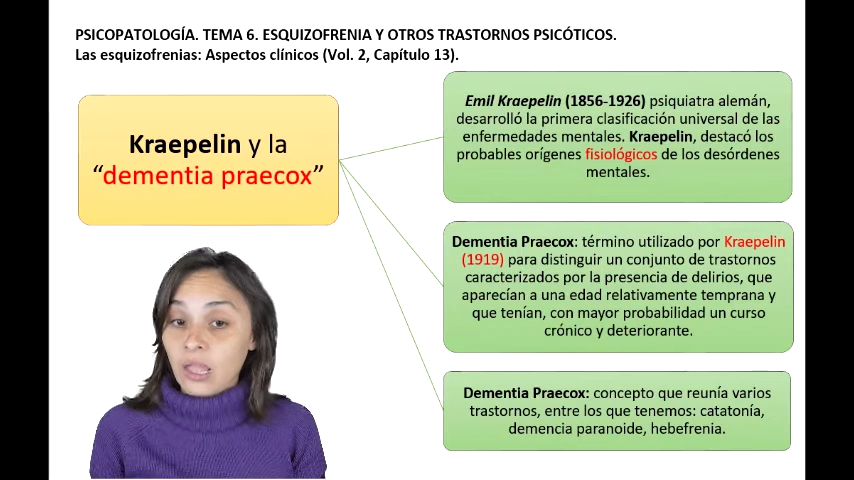 PSICOPATOLOGÍA. TEMA 6. ESQUIZOFRENIA Y OTROS TRASTORNOS PSICÓTICOS.
Las esquizofrenias: Aspectos clínicos (Vol. 2, Capítulo 13).
Kraepelin y la
“dementia praecox”
Emil Kraepelin (1856-1926) psiquiatra alemán,
desarrolló la primera clasificación universal de las
enfermedades mentales. Kraepelin, destacó los
probables orígenes fisiológicos de los desórdenes
mentales.
Dementia Praecox: término utilizado por Kraepelin
(1919) para distinguir un conjunto de trastornos
caracterizados por la presencia de delirios, que
aparecían a una edad relativamente temprana y
que tenían, con mayor probabilidad un curso
crónico y deteriorante.
Dementia Praecox: concepto que reunía varios
trastornos, entre los que tenemos: catatonía,
demencia paranoide, hebefrenia.